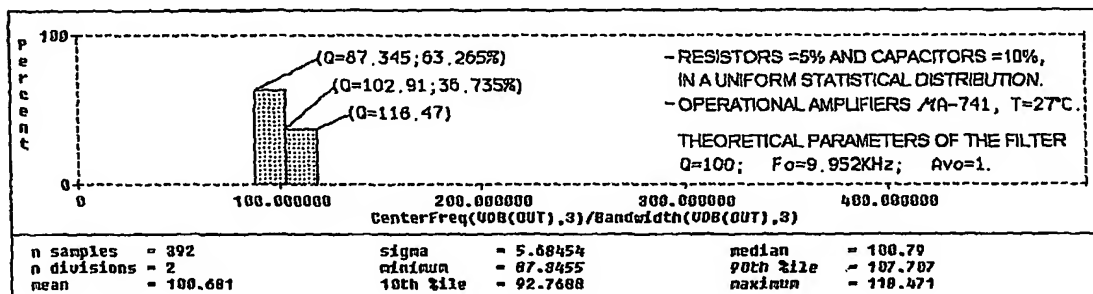 Percent
100
0
(Q=87.345;63.265%)
(Q=102.91;36.735%)
(Q=116.47)
-RESISTORS =5% AND CAPACITORS =10%,
IN A UNIFORM STATISTICAL DISTRIBUTION.
-OPERATIONAL AMPLIFIERS µA-741, T=27°C.
THEORETICAL PARAMETERS OF THE FILTER
Q=100; Fo=9.952KHz; Avo=1.
0 100.000000 200.000000 300.000000 400.000000
CenterFreq(VDB(OUT),3)/Bandwidth(VDB(OUT),3)
n samples = 392 sigma = 5.68454 median = 100.79
n divisions = 2 minimum = 87.8455 90th %ile = 107.707
mean = 100.681 10th %ile = 92.7688 maximum = 118.471